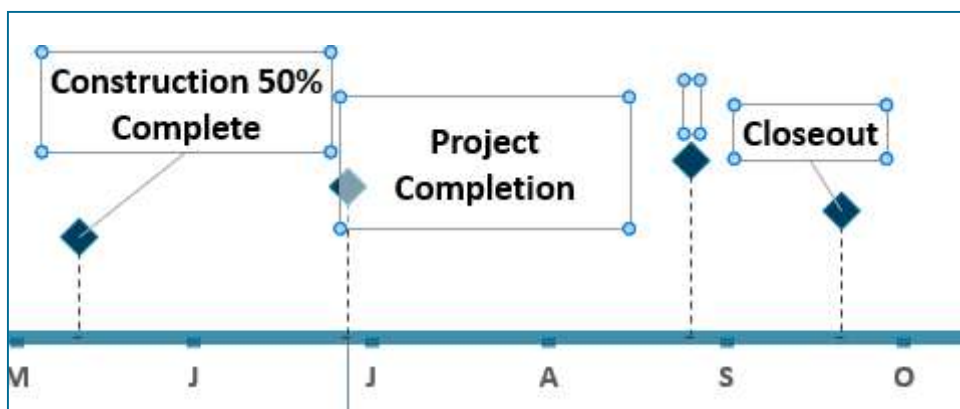 Construction 50%
Complete
Project
Completion
Closeout
M J J A S O